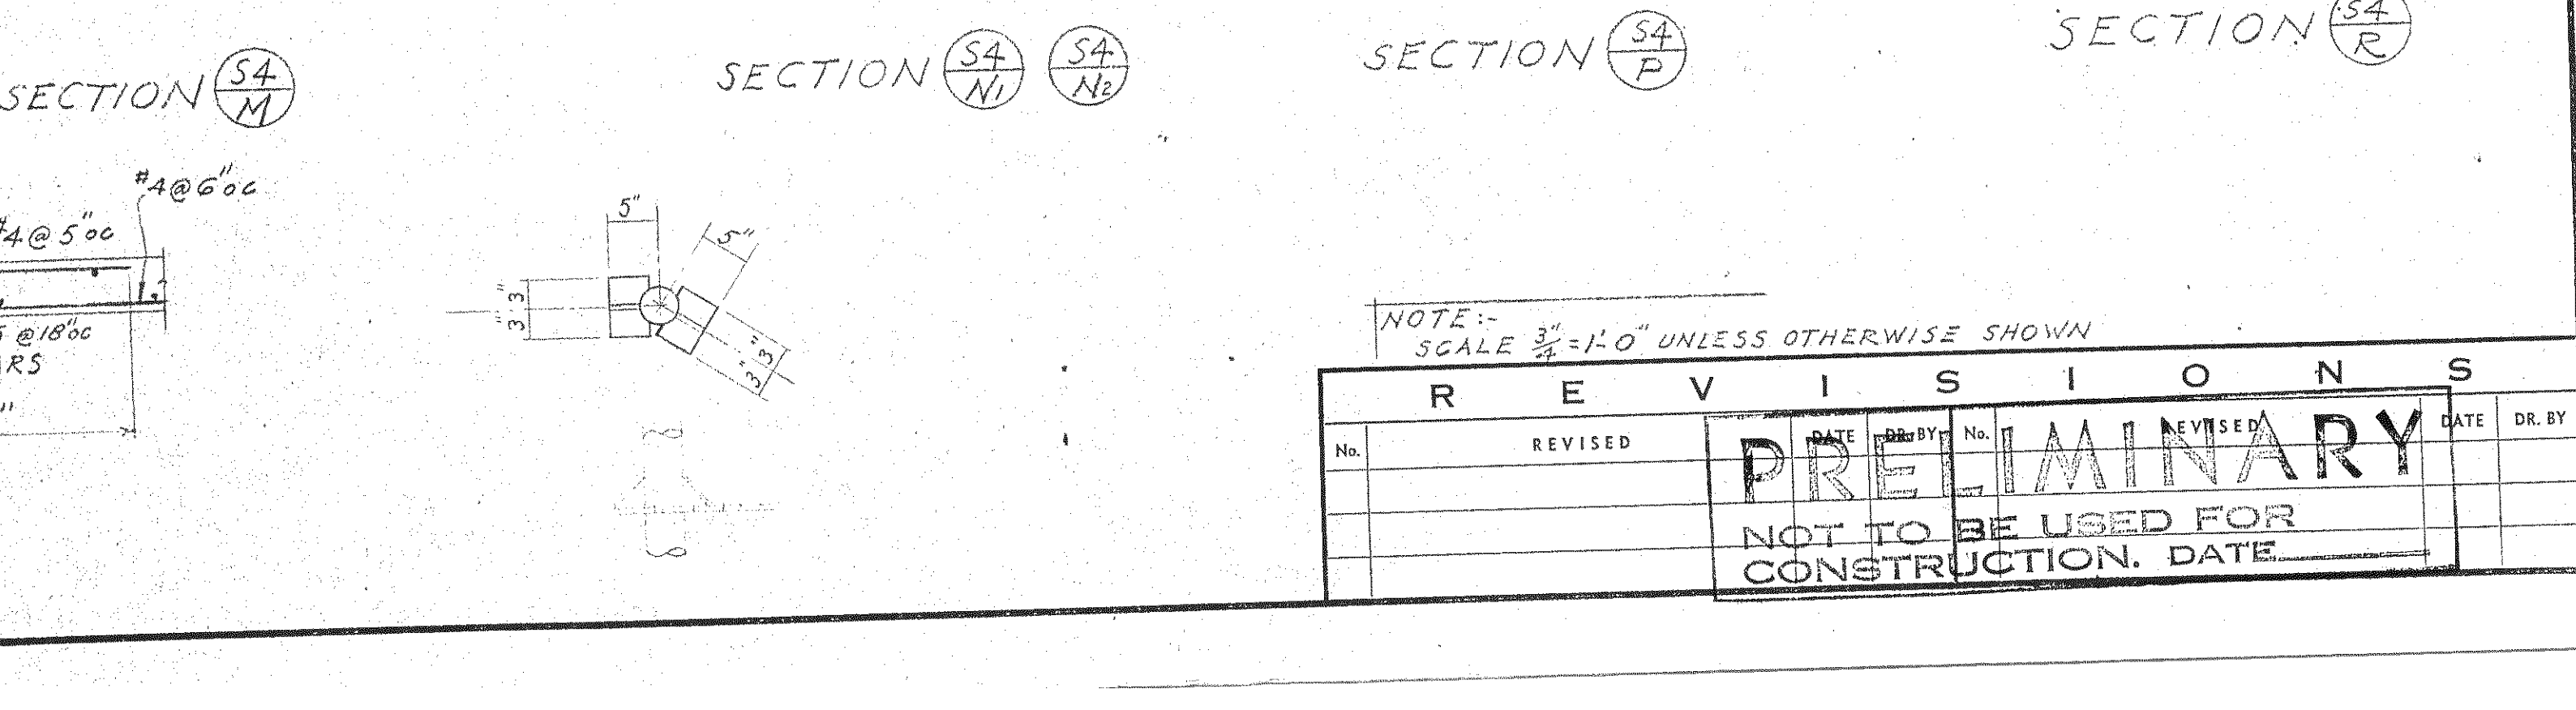 SECTION S4 M
SECTION S4 N1 S4 N2
SECTION S4 P
SECTION S4 R
#4@6"oc
#4@5"oc
@18"oc
5"
5"
3" 3"
3" 3"
NOTE:-
SCALE 3/4"=1'-0" UNLESS OTHERWISE SHOWN
REVISIONS
No. REVISED DATE DR. BY No. REVISED DATE DR. BY
PRELIMINARY
NOT TO BE USED FOR
CONSTRUCTION. DATE